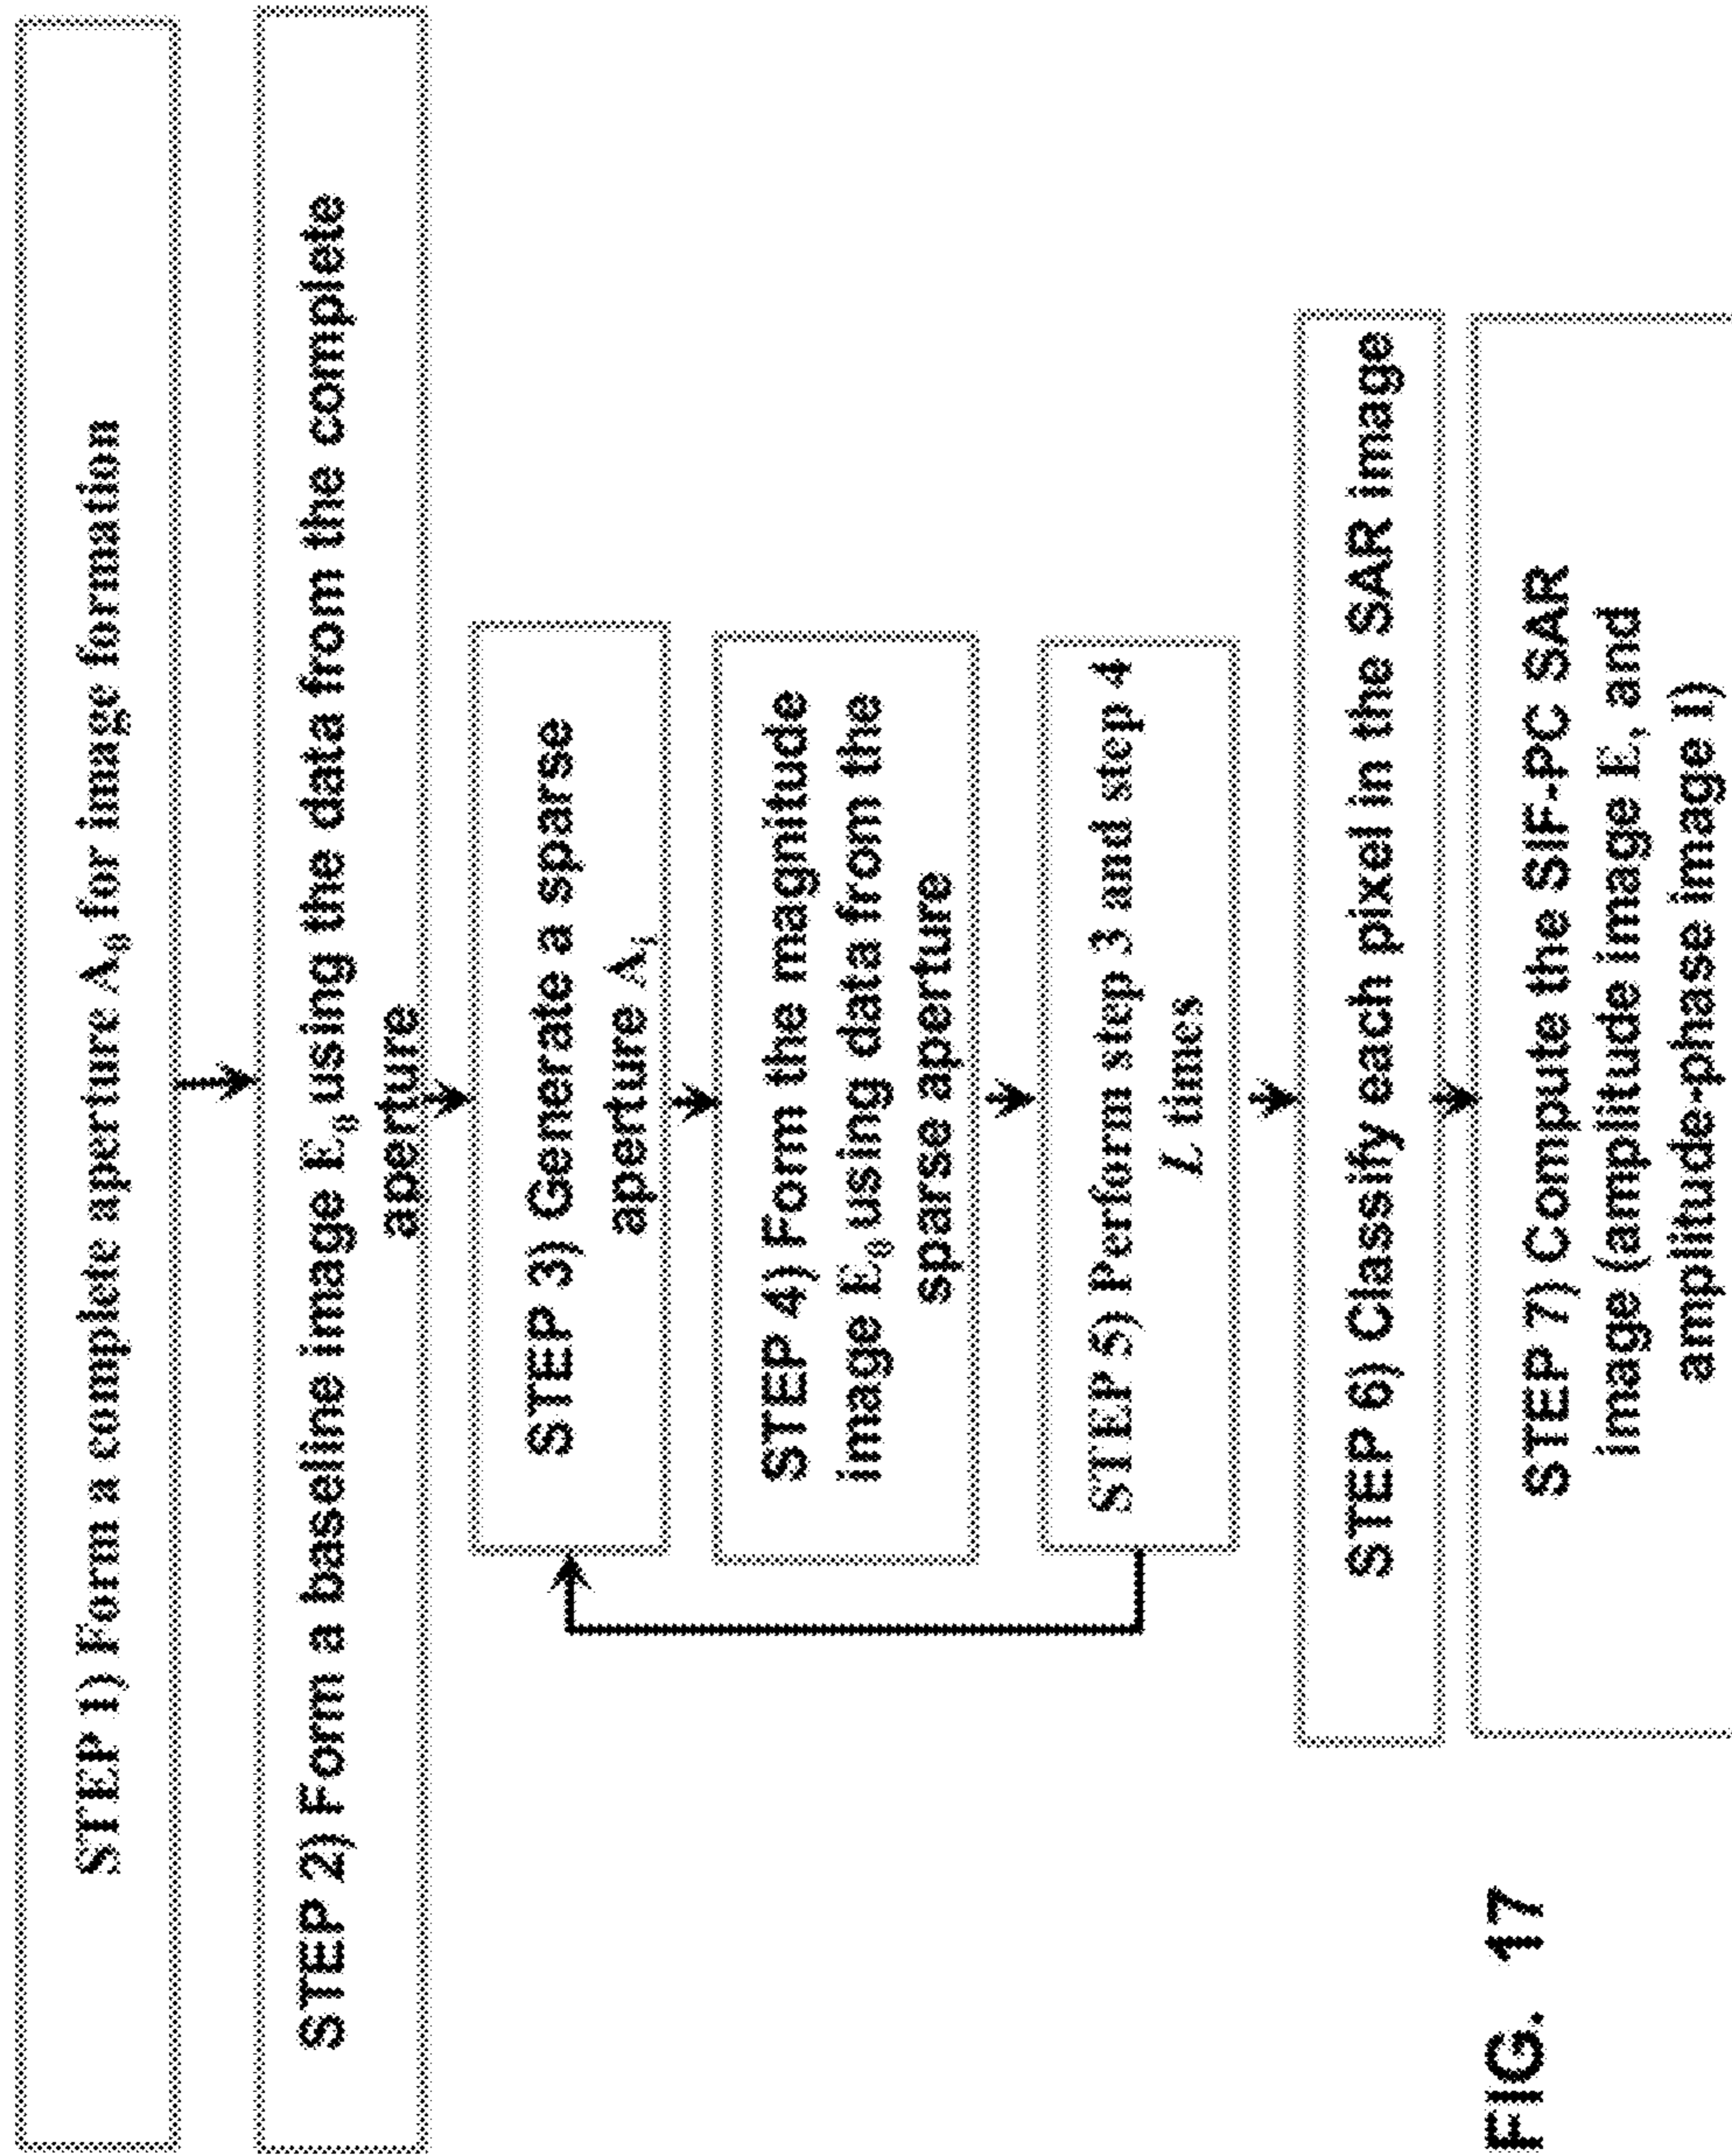 STEP 1) Form a complete aperture A₀ for image formation
STEP 2) Form a baseline image E₀ using the data from the complete
aperture
STEP 3) Generate a sparse
aperture Aₗ
STEP 4) Form the magnitude
image E₀ using data from the
sparse aperture
STEP 5) Perform step 3 and step 4
L times
STEP 6) Classify each pixel in the SAR image
STEP 7) Compute the SIF-PC SAR
image (amplitude image E, and
amplitude-phase image I)
FIG. 17